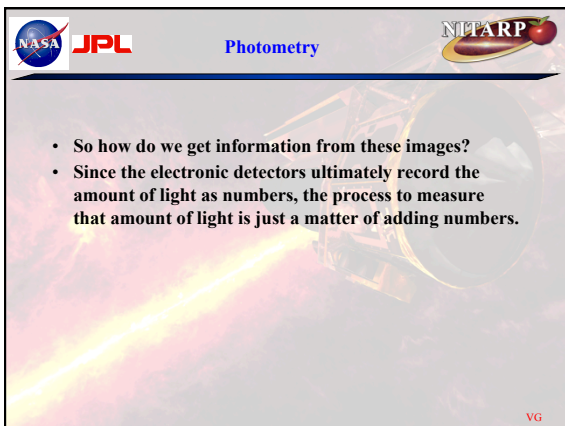 NASA JPL Photometry NITARP
• So how do we get information from these images?
• Since the electronic detectors ultimately record the
amount of light as numbers, the process to measure
that amount of light is just a matter of adding numbers.
VG